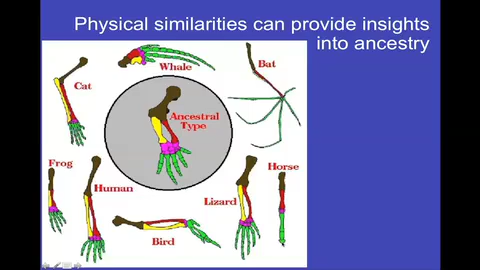 Physical similarities can provide insights
into ancestry
Whale
Bat
Cat
Ancestral
Type
Frog
Human
Horse
Lizard
Bird